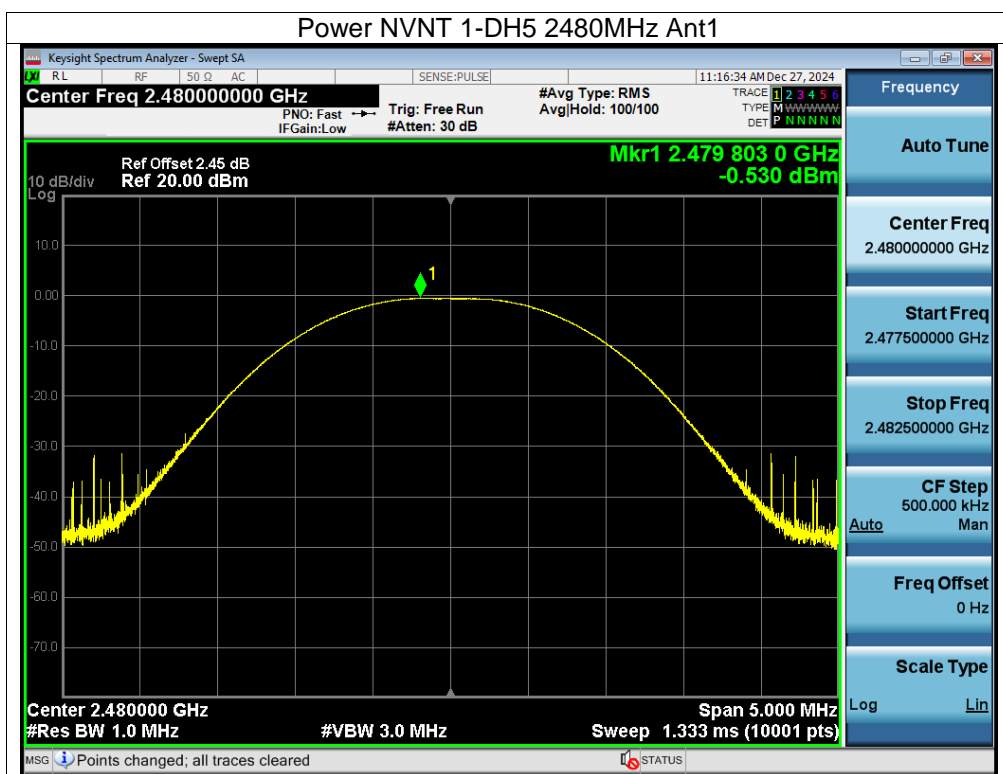 Power NVNT 1-DH5 2480MHz Ant1
Keysight Spectrum Analyzer - Swept SA
LXI RL RF 50 Ω AC SENSE:PULSE 11:16:34 AM Dec 27, 2024
Center Freq 2.480000000 GHz
PNO: Fast
IFGain:Low
Trig: Free Run
#Atten: 30 dB
#Avg Type: RMS
Avg|Hold: 100/100
TRACE 1 2 3 4 5 6
TYPE M W W W W W
DET P N N N N N
Ref Offset 2.45 dB
10 dB/div Ref 20.00 dBm
Log
Mkr1 2.479 803 0 GHz
-0.530 dBm
1
10.0
0.00
-10.0
-20.0
-30.0
-40.0
-50.0
-60.0
-70.0
Center 2.480000 GHz Span 5.000 MHz
#Res BW 1.0 MHz #VBW 3.0 MHz Sweep 1.333 ms (10001 pts)
MSG Points changed; all traces cleared STATUS
Frequency
Auto Tune
Center Freq
2.480000000 GHz
Start Freq
2.477500000 GHz
Stop Freq
2.482500000 GHz
CF Step
500.000 kHz
Auto Man
Freq Offset
0 Hz
Scale Type
Log Lin